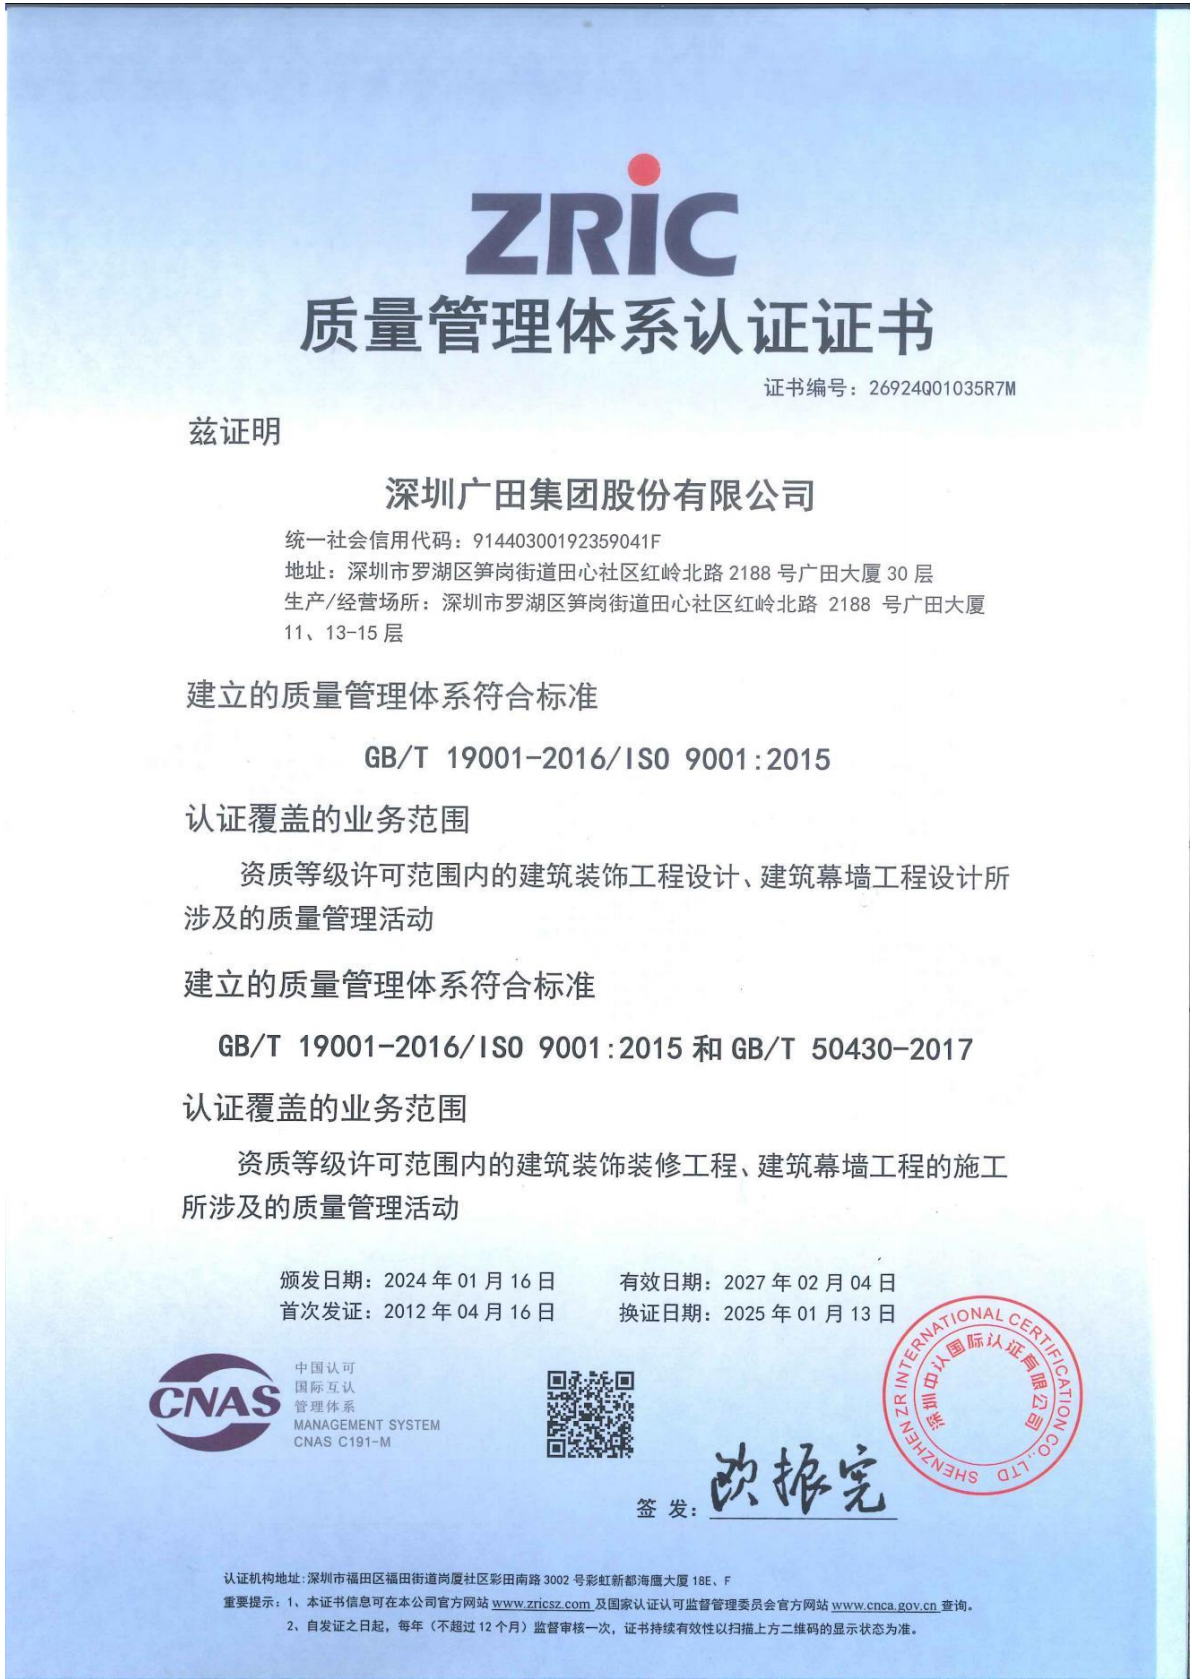 ZRiC
质量管理体系认证证书
证书编号：26924Q01035R7M
兹证明
深圳广田集团股份有限公司
统一社会信用代码：91440300192359041F
地址：深圳市罗湖区笋岗街道田心社区红岭北路 2188 号广田大厦 30 层
生产/经营场所：深圳市罗湖区笋岗街道田心社区红岭北路 2188 号广田大厦
11、13-15 层
建立的质量管理体系符合标准
GB/T 19001-2016/ISO 9001:2015
认证覆盖的业务范围
资质等级许可范围内的建筑装饰工程设计、建筑幕墙工程设计所
涉及的质量管理活动
建立的质量管理体系符合标准
GB/T 19001-2016/ISO 9001:2015 和 GB/T 50430-2017
认证覆盖的业务范围
资质等级许可范围内的建筑装饰装修工程、建筑幕墙工程的施工
所涉及的质量管理活动
颁发日期：2024 年 01 月 16 日 有效日期：2027 年 02 月 04 日
首次发证：2012 年 04 月 16 日 换证日期：2025 年 01 月 13 日
SHENZHEN ZR INTERNATIONAL CERTIFICATION CO.,LTD
深圳中认国际认证有限公司
CNAS
中国认可
国际互认
管理体系
MANAGEMENT SYSTEM
CNAS C191-M
签 发：欧振宪
认证机构地址：深圳市福田区福田街道岗厦社区彩田南路 3002 号彩虹新都海鹰大厦 18E、F
重要提示：1、本证书信息可在本公司官方网站 www.zricsz.com 及国家认证认可监督管理委员会官方网站 www.cnca.gov.cn 查询。
2、自发证之日起，每年（不超过 12 个月）监督审核一次，证书持续有效性以扫描上方二维码的显示状态为准。